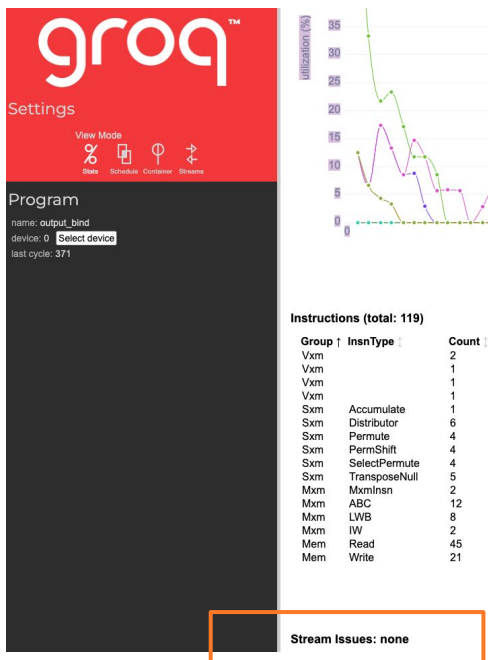 groq™
Settings
View Mode
Stats Schedule Container Streams
Program
name: output_bind
device: 0 Select device
last cycle: 371
utilization (%)
35
30
25
20
15
10
5
0
0
Instructions (total: 119)
Group ↑ InsnType ↕ Count ↕
Vxm 2
Vxm 1
Vxm 1
Vxm 1
Sxm Accumulate 1
Sxm Distributor 6
Sxm Permute 4
Sxm PermShift 4
Sxm SelectPermute 4
Sxm TransposeNull 5
Mxm MxmInsn 2
Mxm ABC 12
Mxm LWB 8
Mxm IW 2
Mem Read 45
Mem Write 21
Stream Issues: none